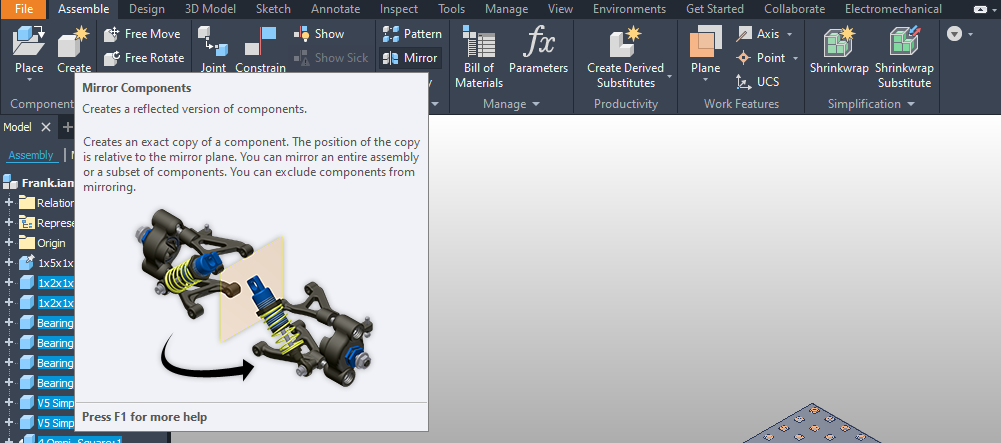 File Assemble Design 3D Model Sketch Annotate Inspect Tools Manage View Environments Get Started Collaborate Electromechanical
Free Move Show Pattern Axis
Free Rotate Show Sick Mirror Point
Place Create Joint Constrain Bill of Materials Parameters Create Derived Substitutes Plane UCS Shrinkwrap Shrinkwrap Substitute
Component Manage Productivity Work Features Simplification
Mirror Components
Creates a reflected version of components.
Creates an exact copy of a component. The position of the copy
is relative to the mirror plane. You can mirror an entire assembly
or a subset of components. You can exclude components from
mirroring.
Press F1 for more help
Model
Assembly
Frank.iam
Relation
Represe
Origin
1x5x1x
1x2x1x
1x2x1x
Bearing
Bearing
Bearing
Bearing
V5 Simp
V5 Simp
4 Omni Square:1